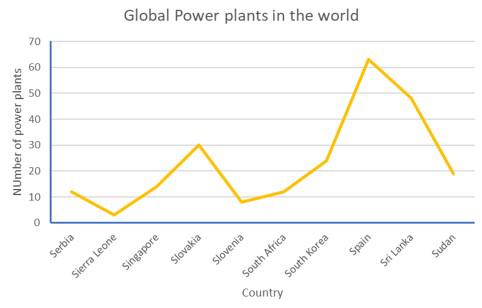 Global Power plants in the world
NUmber of power plants
70
60
50
40
30
20
10
0
Serbia
Sierra Leone
Singapore
Slovakia
Slovenia
South Africa
South Korea
Spain
Sri Lanka
Sudan
Country